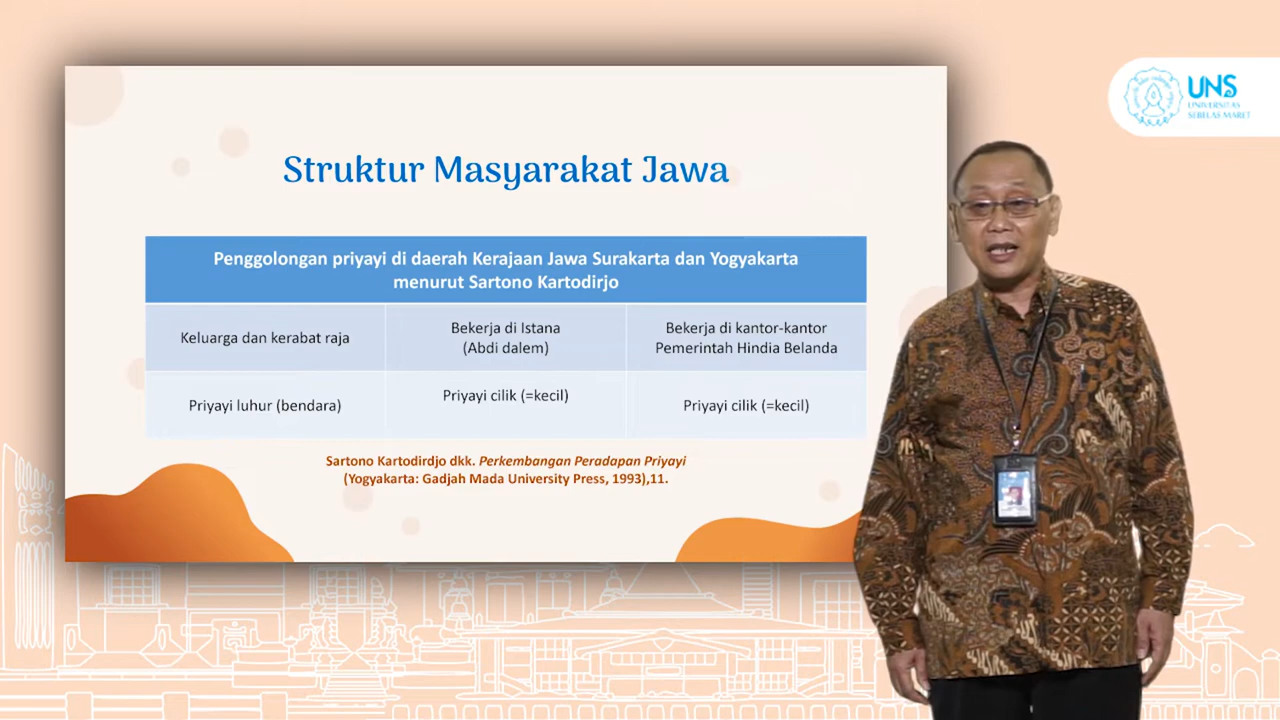 UNS
UNIVERSITAS
SEBELAS MARET
Struktur Masyarakat Jawa
Penggolongan priyayi di daerah Kerajaan Jawa Surakarta dan Yogyakarta
menurut Sartono Kartodirjo
Keluarga dan kerabat raja
Bekerja di Istana
(Abdi dalem)
Bekerja di kantor-kantor
Pemerintah Hindia Belanda
Priyayi luhur (bendara)
Priyayi cilik (=kecil)
Priyayi cilik (=kecil)
Sartono Kartodirdjo dkk. Perkembangan Peradapan Priyayi
(Yogyakarta: Gadjah Mada University Press, 1993),11.